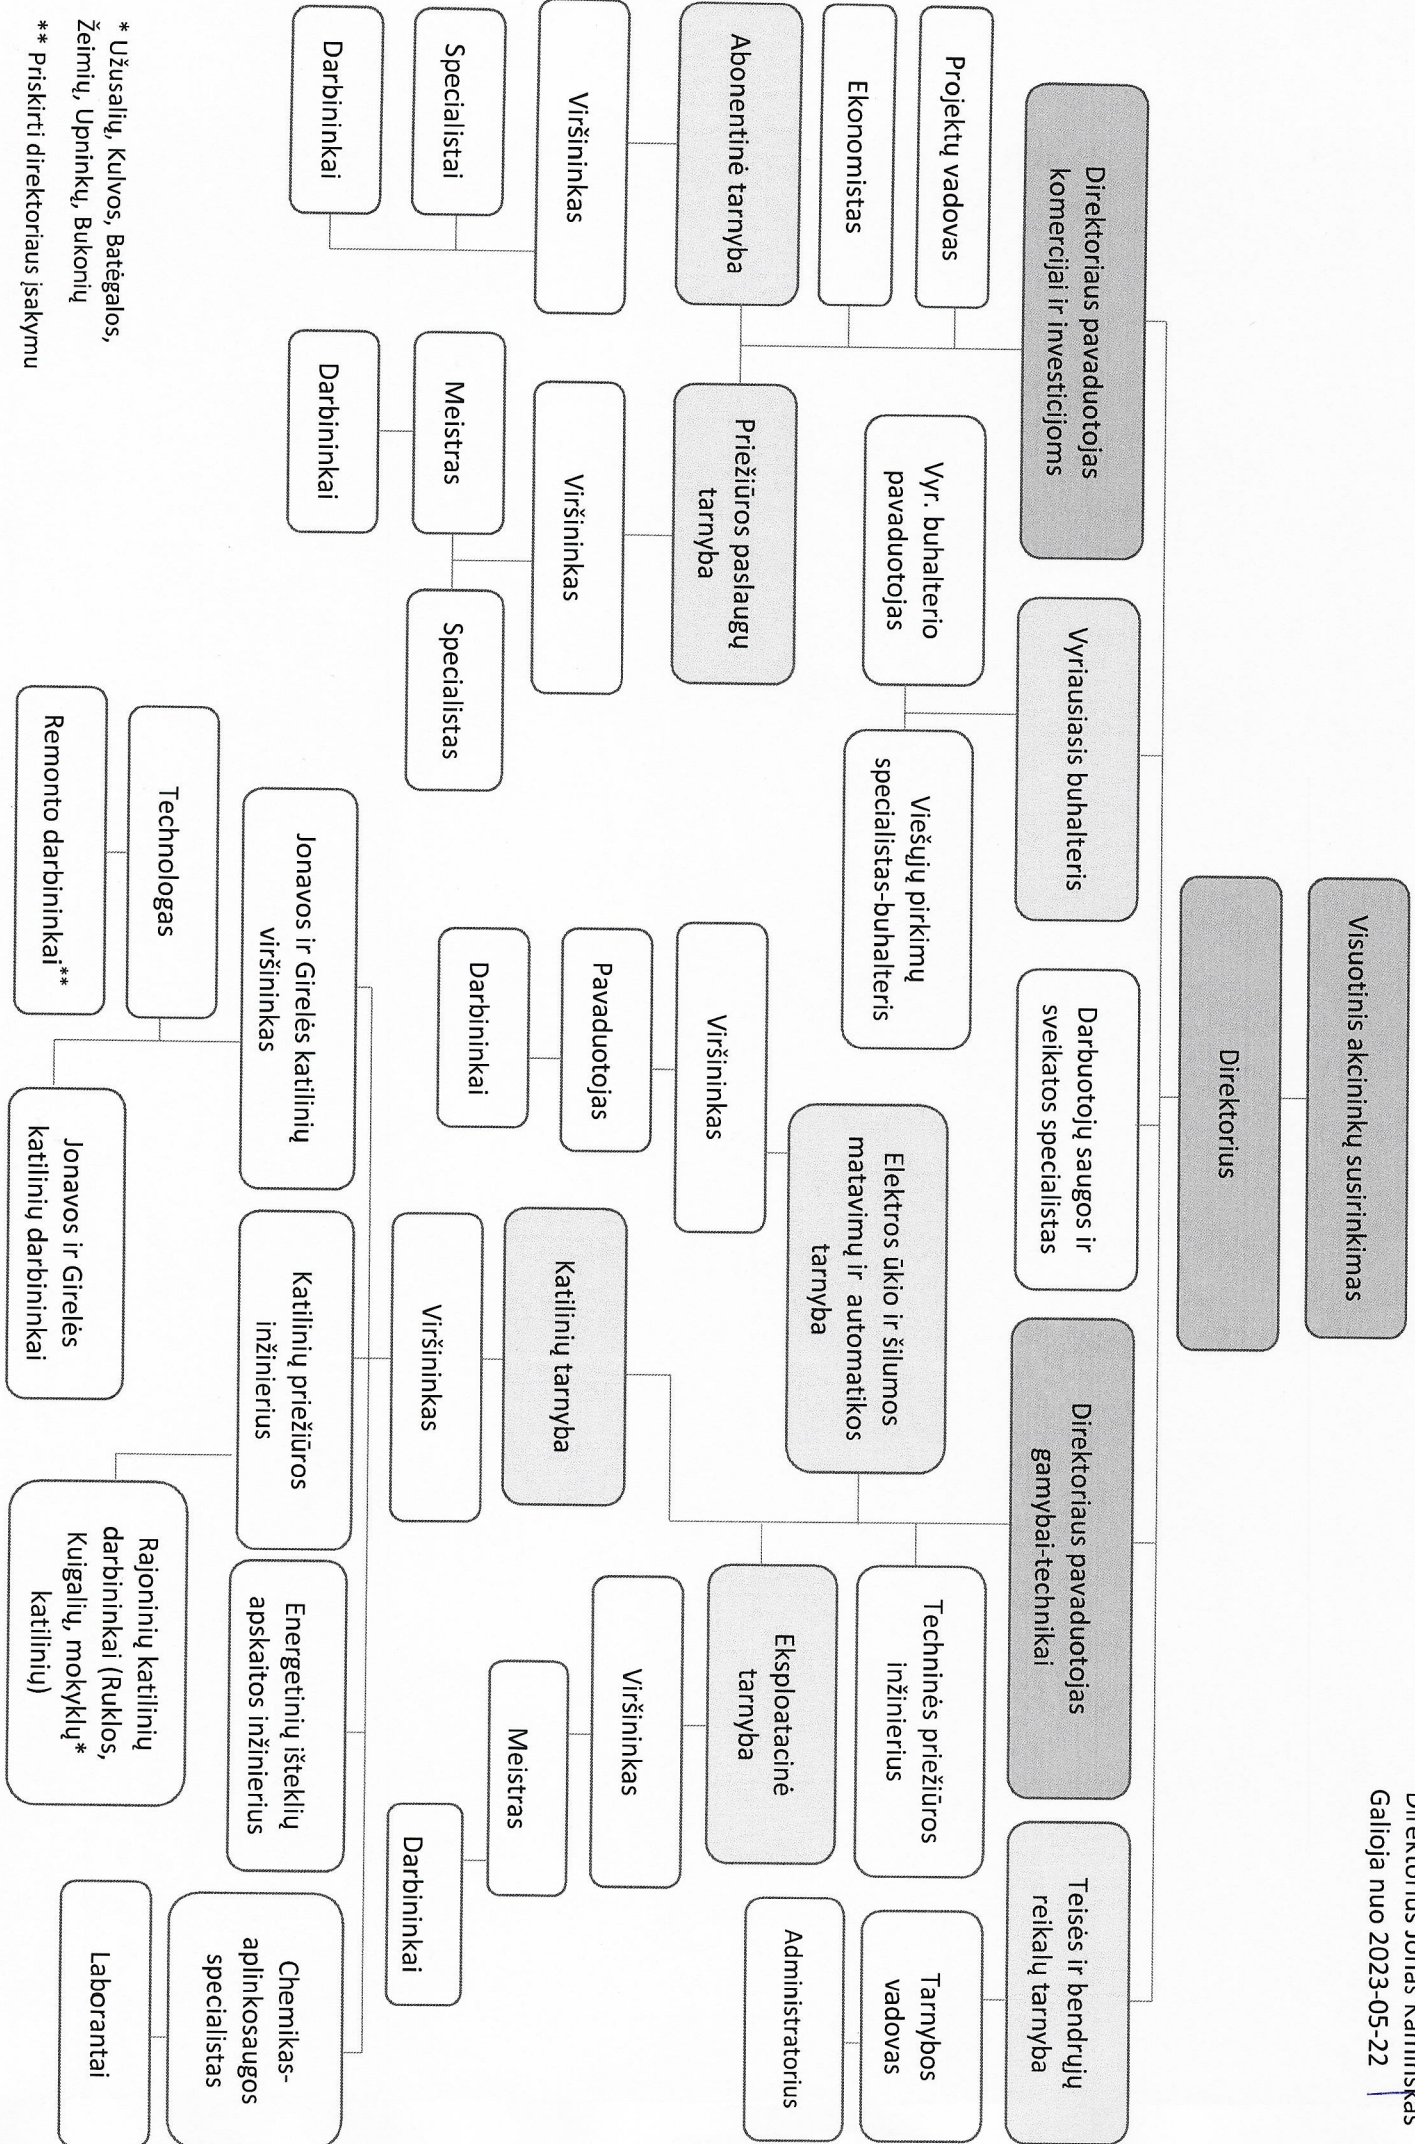 Direktorius Jonas Kaminskas
Galioja nuo 2023-05-22
Visuotinis akcininkų susirinkimas
Direktorius
Direktoriaus pavaduotojas
komercijai ir investicijoms
Vyriausiasis buhalteris
Darbuotojų saugos ir
sveikatos specialistas
Direktoriaus pavaduotojas
gamybai-technikai
Teisės ir bendrųjų
reikalų tarnyba
Projektų vadovas
Ekonomistas
Abonentinė tarnyba
Priežiūros paslaugų
tarnyba
Viršininkas
Specialistai
Darbininkai
Viršininkas
Meistras
Specialistas
Darbininkai
Vyr. buhalterio
pavaduotojas
Viešųjų pirkimų
specialistas-buhalteris
Elektros ūkio ir šilumos
matavimų ir automatikos
tarnyba
Viršininkas
Pavaduotojas
Darbininkai
Techninės priežiūros
inžinierius
Eksploatacinė
tarnyba
Viršininkas
Meistras
Darbininkai
Tarnybos
vadovas
Administratorius
Katilinių tarnyba
Viršininkas
Jonavos ir Girelės katilinių
viršininkas
Technologas
Remonto darbininkai**
Jonavos ir Girelės
katilinių darbininkai
Katilinių priežiūros
inžinierius
Rajoninių katilinių
darbininkai (Ruklos,
Kuigalių, mokyklų*
katilinių)
Energetinių išteklių
apskaitos inžinierius
Chemikas-
aplinkosaugos
specialistas
Laborantai
* Užusalių, Kulvos, Batėgalos,
Žeimių, Upninkų, Bukonių
** Priskirti direktoriaus įsakymu